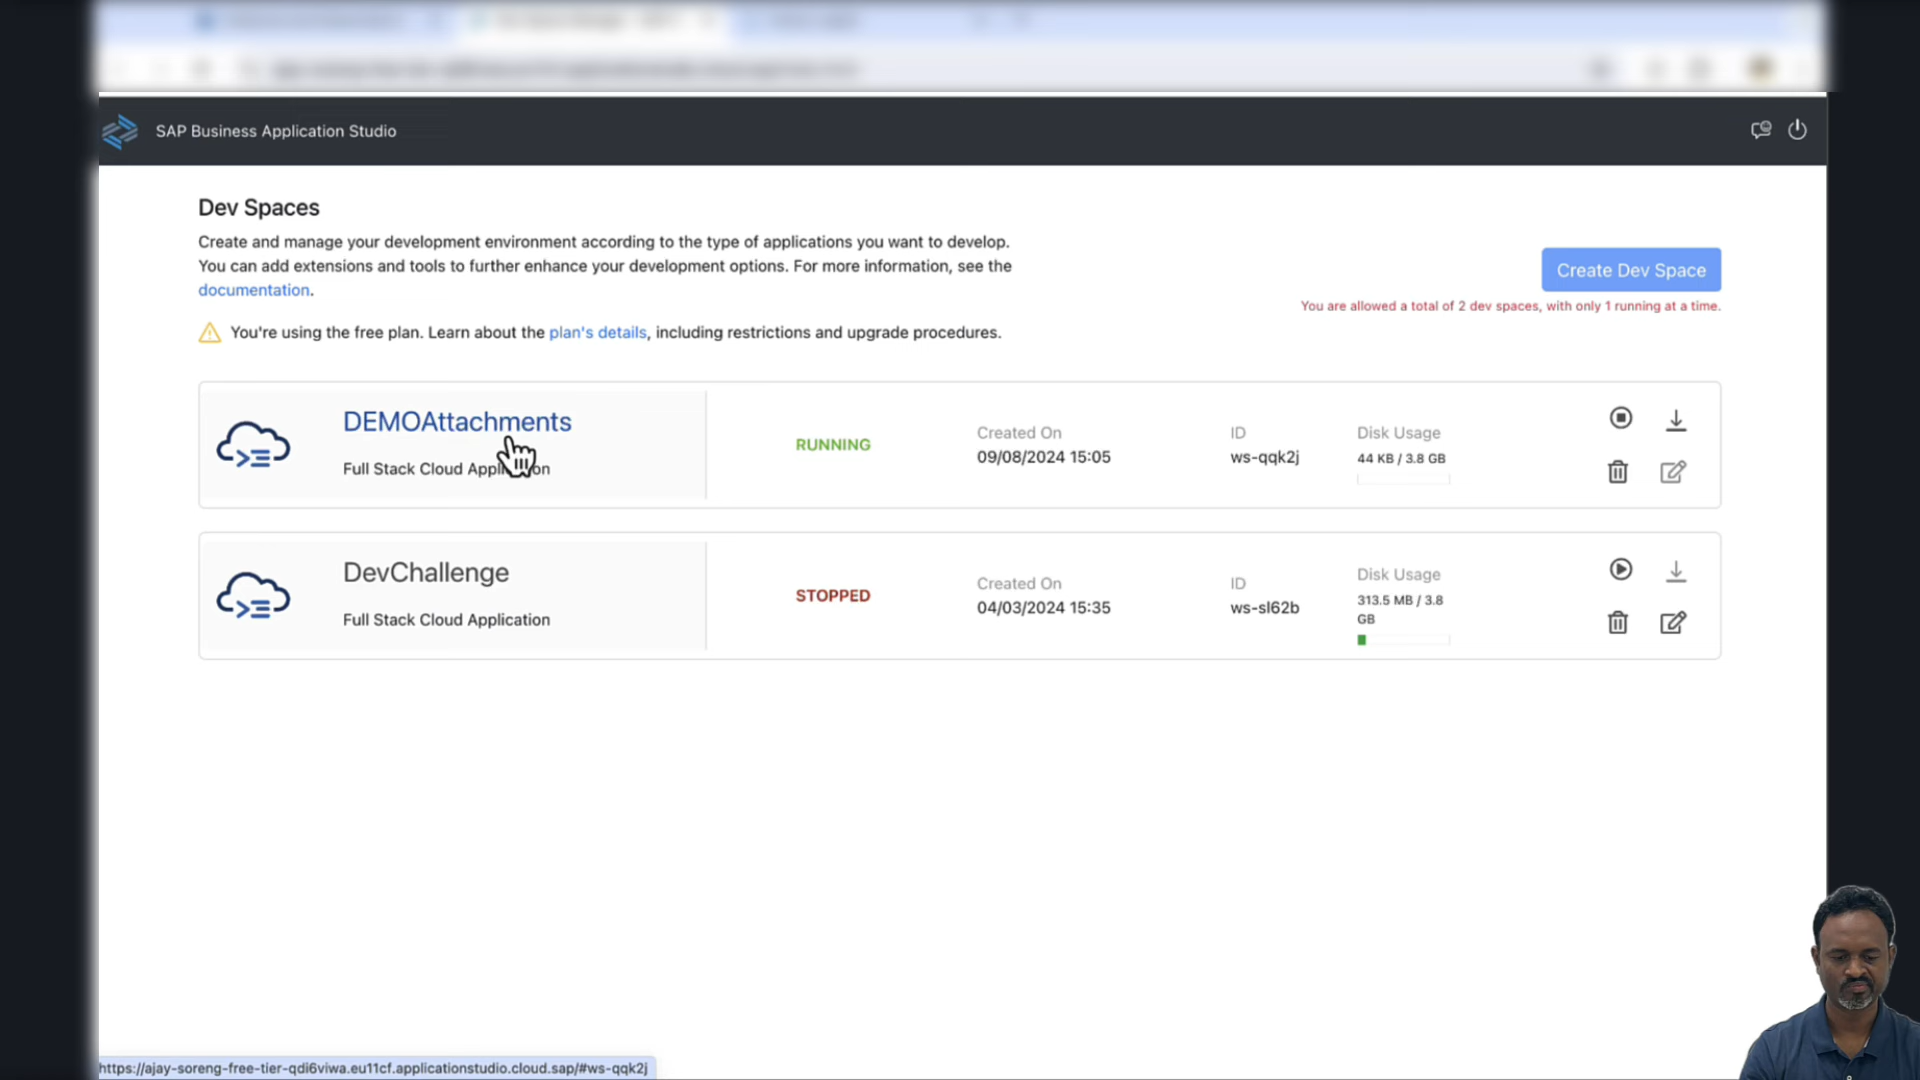 SAP Business Application Studio
Dev Spaces
Create and manage your development environment according to the type of applications you want to develop.
You can add extensions and tools to further enhance your development options. For more information, see the
documentation.
Create Dev Space
You are allowed a total of 2 dev spaces, with only 1 running at a time.
You're using the free plan. Learn about the plan's details, including restrictions and upgrade procedures.
DEMOAttachments
Full Stack Cloud Application
RUNNING
Created On
09/08/2024 15:05
ID
ws-qqk2j
Disk Usage
44 KB / 3.8 GB
DevChallenge
Full Stack Cloud Application
STOPPED
Created On
04/03/2024 15:35
ID
ws-sl62b
Disk Usage
313.5 MB / 3.8
GB
https://ajay-soreng-free-tier-qdi6viwa.eu11cf.applicationstudio.cloud.sap/#ws-qqk2j